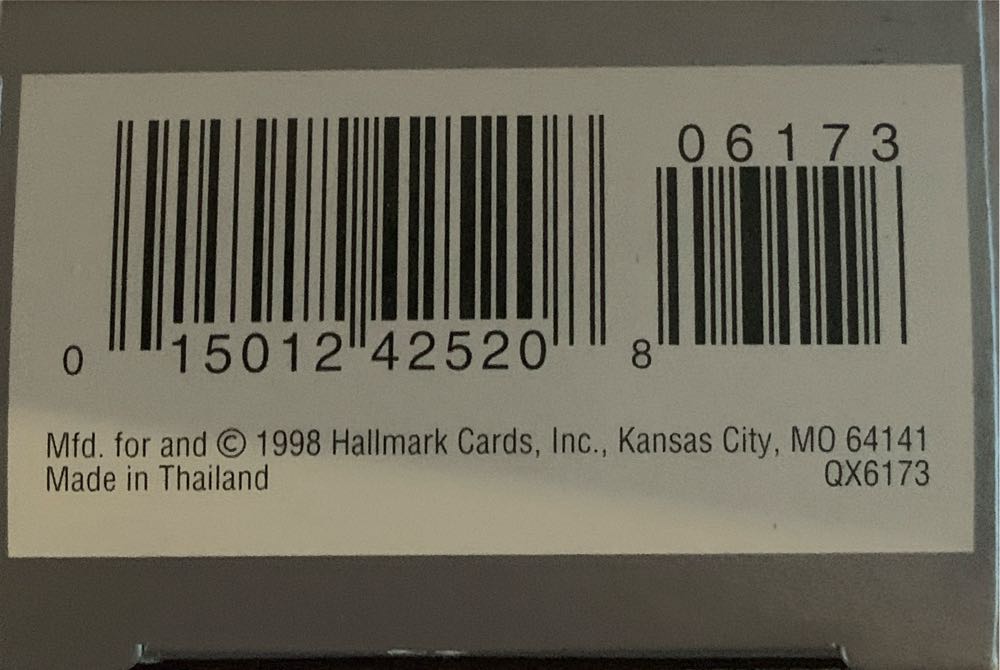 06173
0 15012 42520 8
Mfd. for and © 1998 Hallmark Cards, Inc., Kansas City, MO 64141
Made in Thailand QX6173